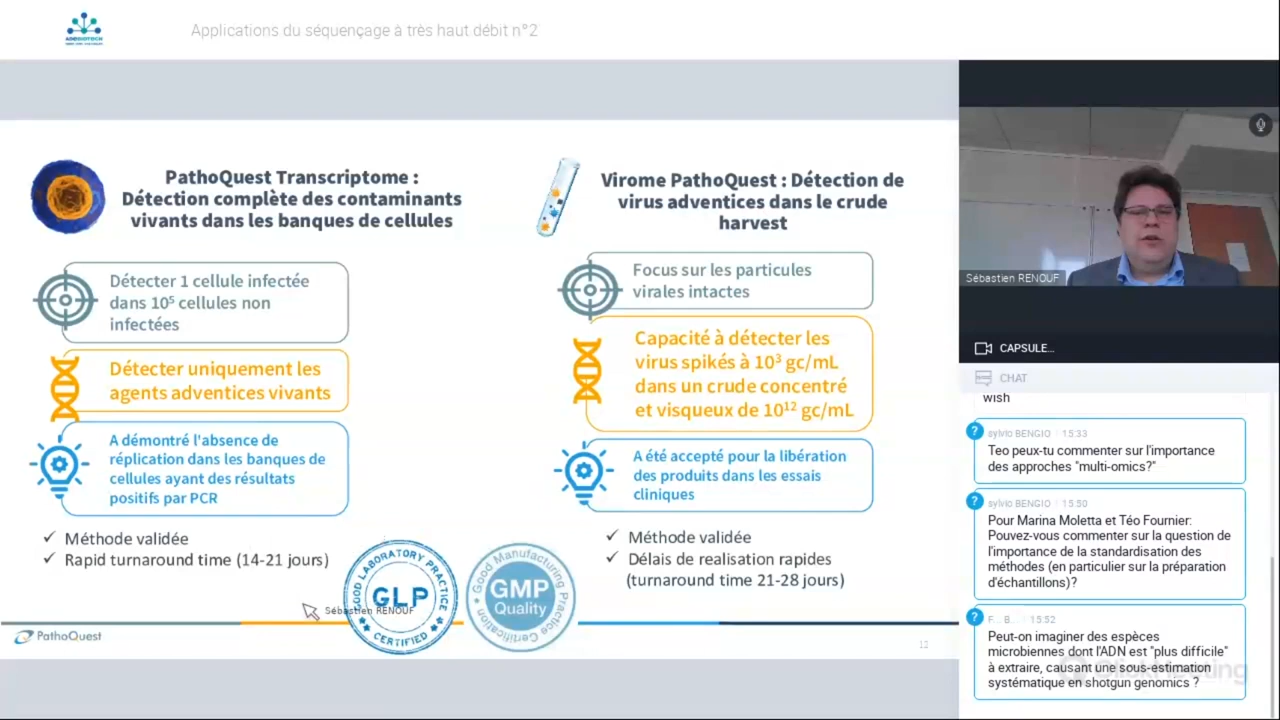 ADEBIOTECH
Applications du séquençage à très haut débit n°2
PathoQuest Transcriptome :
Détection complète des contaminants
vivants dans les banques de cellules
Détecter 1 cellule infectée
dans 10⁵ cellules non
infectées
Détecter uniquement les
agents adventices vivants
A démontré l'absence de
réplication dans les banques de
cellules ayant des résultats
positifs par PCR
✓ Méthode validée
✓ Rapid turnaround time (14-21 jours)
Virome PathoQuest : Détection de
virus adventices dans le crude
harvest
Focus sur les particules
virales intactes
Capacité à détecter les
virus spikés à 10³ gc/mL
dans un crude concentré
et visqueux de 10¹² gc/mL
A été accepté pour la libération
des produits dans les essais
cliniques
✓ Méthode validée
✓ Délais de realisation rapides
(turnaround time 21-28 jours)
GOOD LABORATORY PRACTICE
GLP
CERTIFIED
Good Manufacturing Practice Certification
GMP
Quality
Sébastien RENOUF
PathoQuest
12
Sébastien RENOUF
CAPSULE...
CHAT
wish
? sylvio BENGIO 15:33
Teo peux-tu commenter sur l'importance
des approches "multi-omics?"
? sylvio BENGIO 15:50
Pour Marina Moletta et Téo Fournier:
Pouvez-vous commenter sur la question de
l'importance de la standardisation des
méthodes (en particulier sur la préparation
d'échantillons)?
? F... B... 15:52
Peut-on imaginer des espèces
microbiennes dont l'ADN est "plus difficile"
à extraire, causant une sous-estimation
systématique en shotgun genomics ?
ClickMeeting